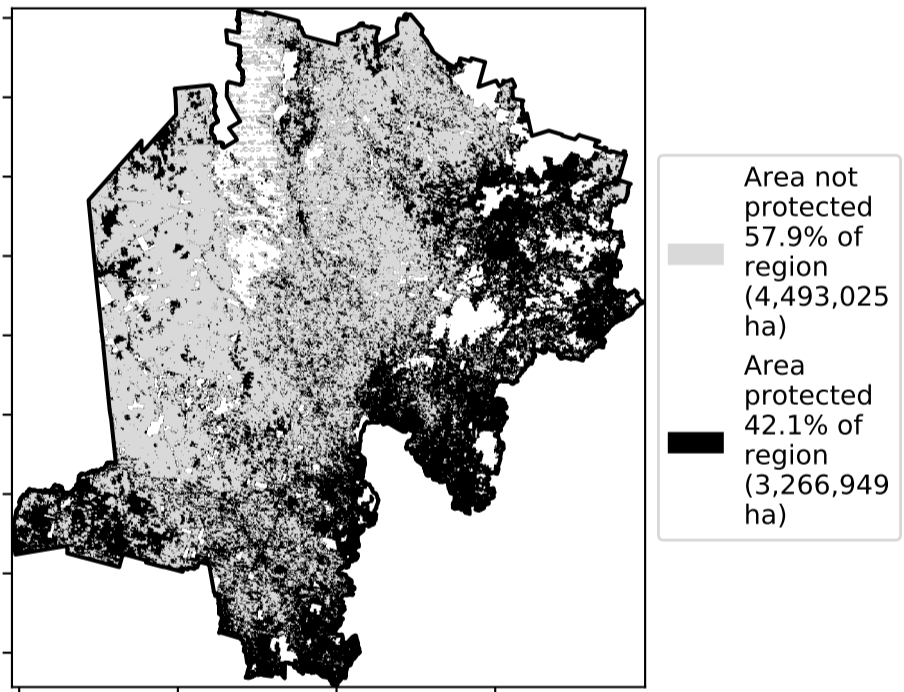 Area not
protected
57.9% of
region
(4,493,025
ha)
Area
protected
42.1% of
region
(3,266,949
ha)